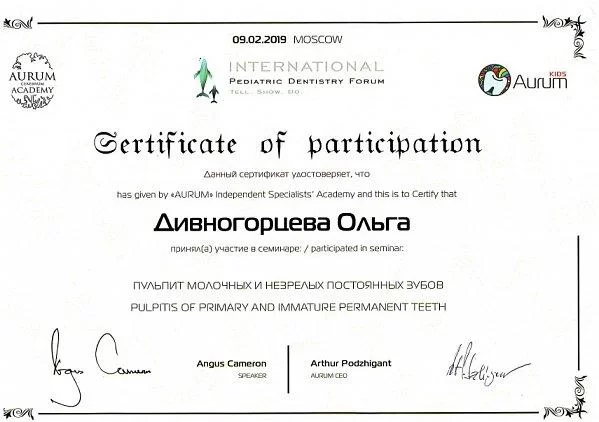 09.02.2019 MOSCOW
INTERNATIONAL
PEDIATRIC DENTISTRY FORUM
TELL. SHOW. DO.
AURUM
ACADEMY
KIDS
Aurum
Sertificate of participation
Данный сертификат удостоверяет, что
has given by «AURUM» Independent Specialists' Academy and this is to Certify that
Дивногорцева Ольга
принял(а) участие в семинаре: / participated in seminar:
ПУЛЬПИТ МОЛОЧНЫХ И НЕЗРЕЛЫХ ПОСТОЯННЫХ ЗУБОВ
PULPITIS OF PRIMARY AND IMMATURE PERMANENT TEETH
Angus Cameron
Angus Cameron
SPEAKER
Arthur Podzhigant
AURUM CEO